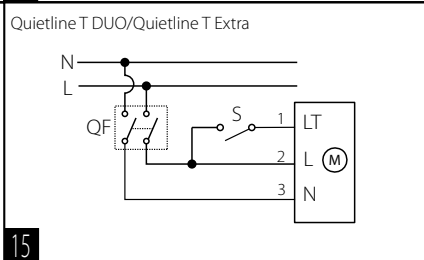 Quietline T DUO/Quietline T Extra
N
L
QF
S
1 LT
2 L M
3 N
15